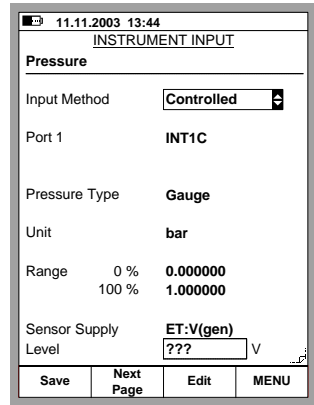 11.11.2003 13:44
INSTRUMENT INPUT
Pressure
Input Method Controlled
Port 1 INT1C
Pressure Type Gauge
Unit bar
Range 0 % 0.000000
100 % 1.000000
Sensor Supply ET:V(gen)
Level ??? V
Save Next Page Edit MENU